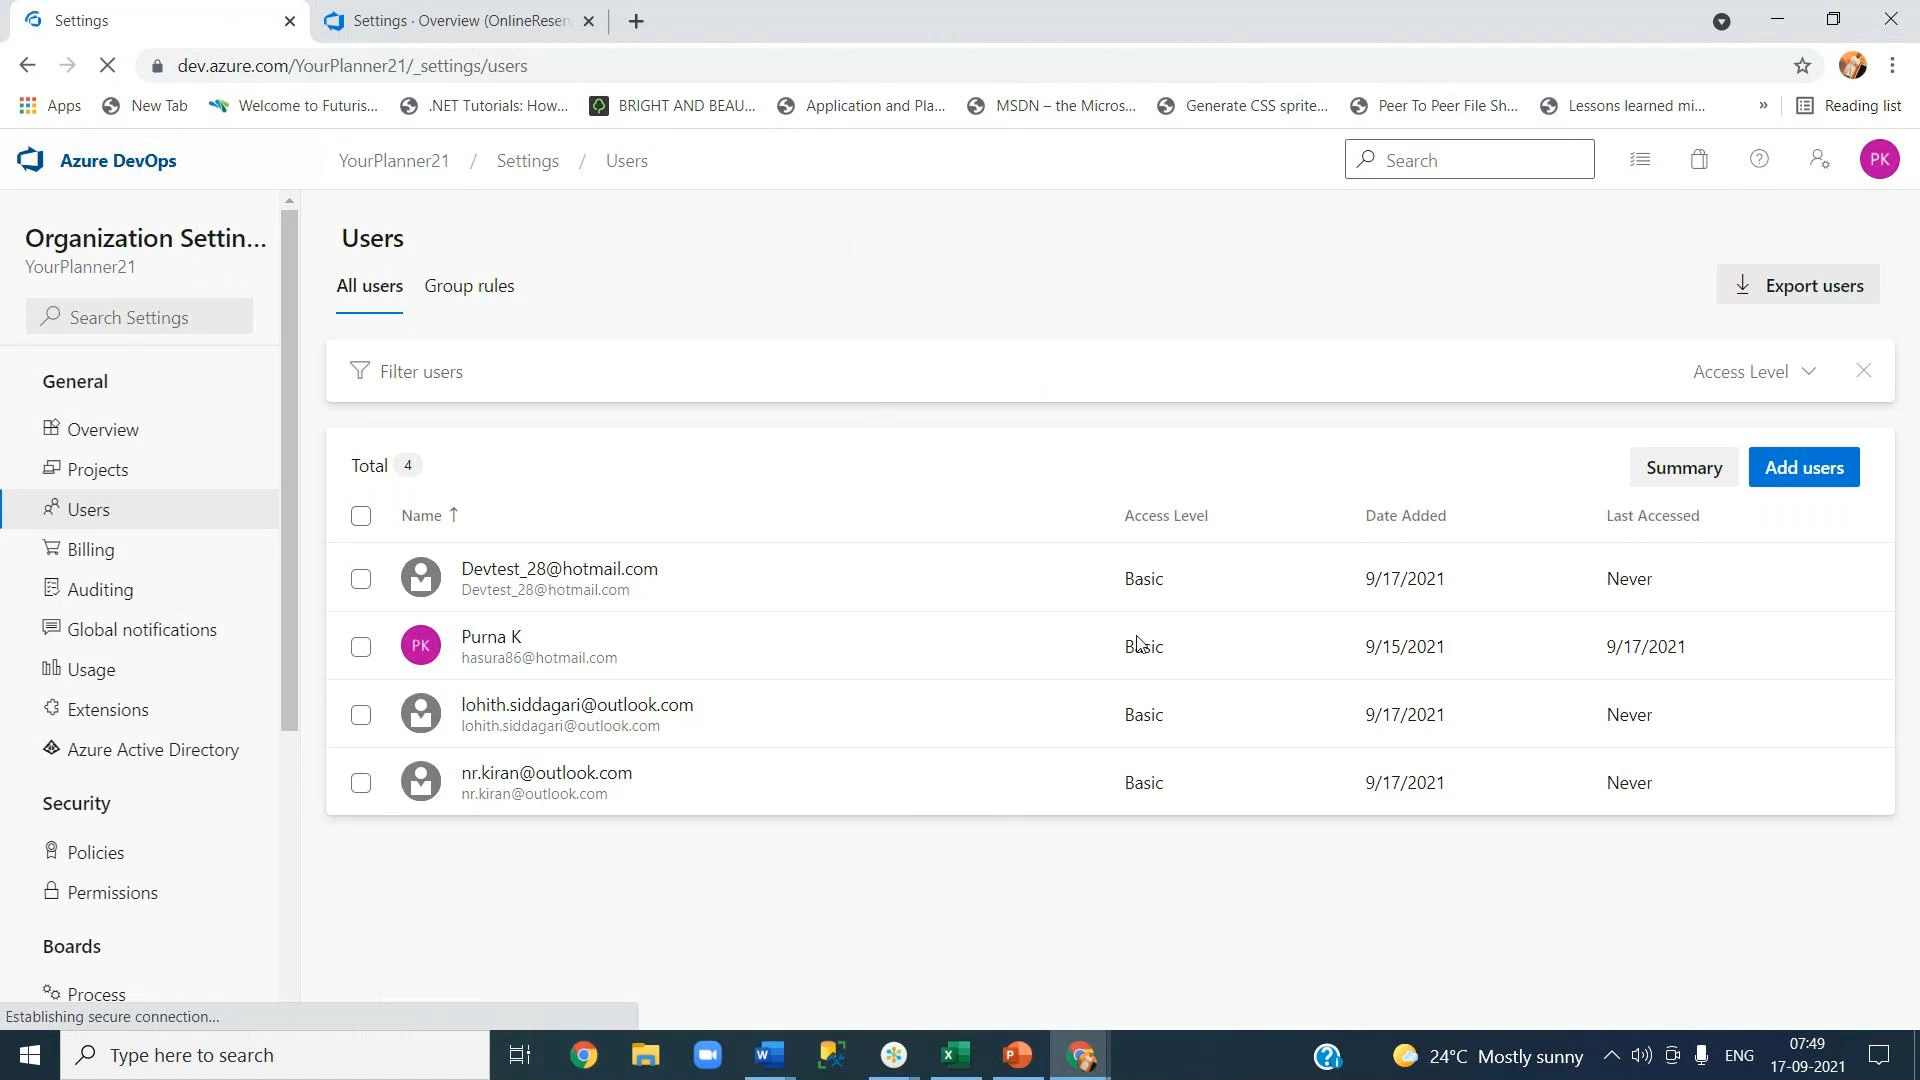 Settings
Settings · Overview (OnlineReser
dev.azure.com/YourPlanner21/_settings/users
Apps
New Tab
Welcome to Futuris...
.NET Tutorials: How...
BRIGHT AND BEAU...
Application and Pla...
MSDN – the Micros...
Generate CSS sprite...
Peer To Peer File Sh...
Lessons learned mi...
»
Reading list
Azure DevOps
YourPlanner21 / Settings / Users
Search
PK
Organization Settin...
YourPlanner21
Search Settings
General
Overview
Projects
Users
Billing
Auditing
Global notifications
Usage
Extensions
Azure Active Directory
Security
Policies
Permissions
Boards
Process
Establishing secure connection...
Users
All users
Group rules
Export users
Filter users
Access Level
Total 4
Summary
Add users
Name ↑ Access Level Date Added Last Accessed
Devtest_28@hotmail.com
Devtest_28@hotmail.com
Basic 9/17/2021 Never
PK
Purna K
hasura86@hotmail.com
Basic 9/15/2021 9/17/2021
lohith.siddagari@outlook.com
lohith.siddagari@outlook.com
Basic 9/17/2021 Never
nr.kiran@outlook.com
nr.kiran@outlook.com
Basic 9/17/2021 Never
Type here to search
24°C Mostly sunny
ENG
07:49
17-09-2021